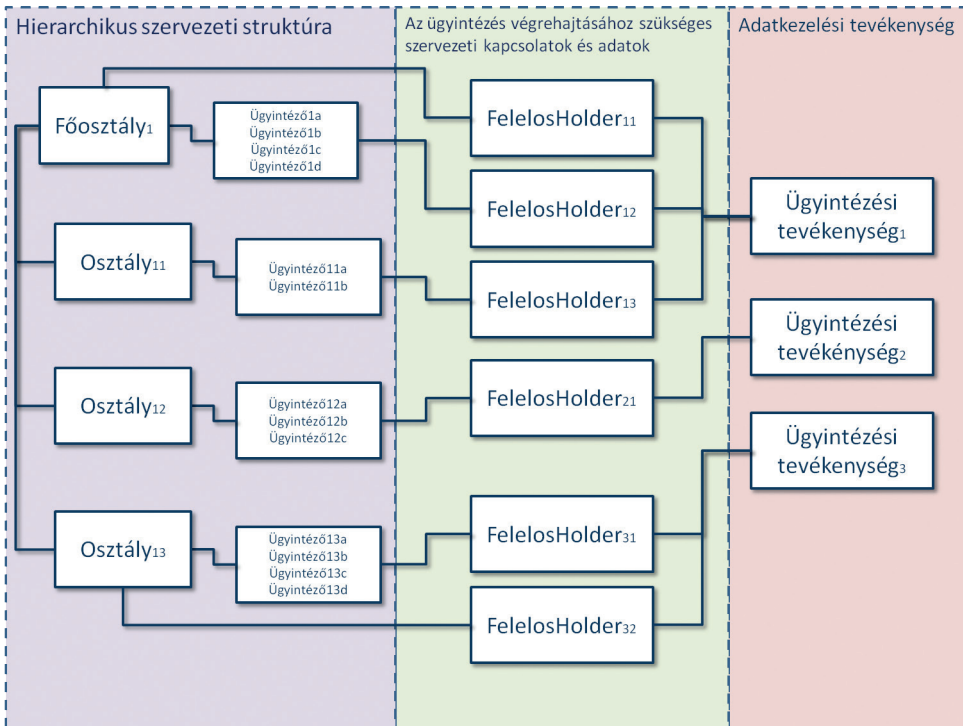 Hierarchikus szervezeti struktúra
Az ügyintézés végrehajtásához szükséges
szervezeti kapcsolatok és adatok
Adatkezelési tevékenység
Főosztály1
Ügyintéző1a
Ügyintéző1b
Ügyintéző1c
Ügyintéző1d
Osztály11
Ügyintéző11a
Ügyintéző11b
Osztály12
Ügyintéző12a
Ügyintéző12b
Ügyintéző12c
Osztály13
Ügyintéző13a
Ügyintéző13b
Ügyintéző13c
Ügyintéző13d
FelelosHolder11
FelelosHolder12
FelelosHolder13
FelelosHolder21
FelelosHolder31
FelelosHolder32
Ügyintézési
tevékenység1
Ügyintézési
tevékénység2
Ügyintézési
tevékenység3